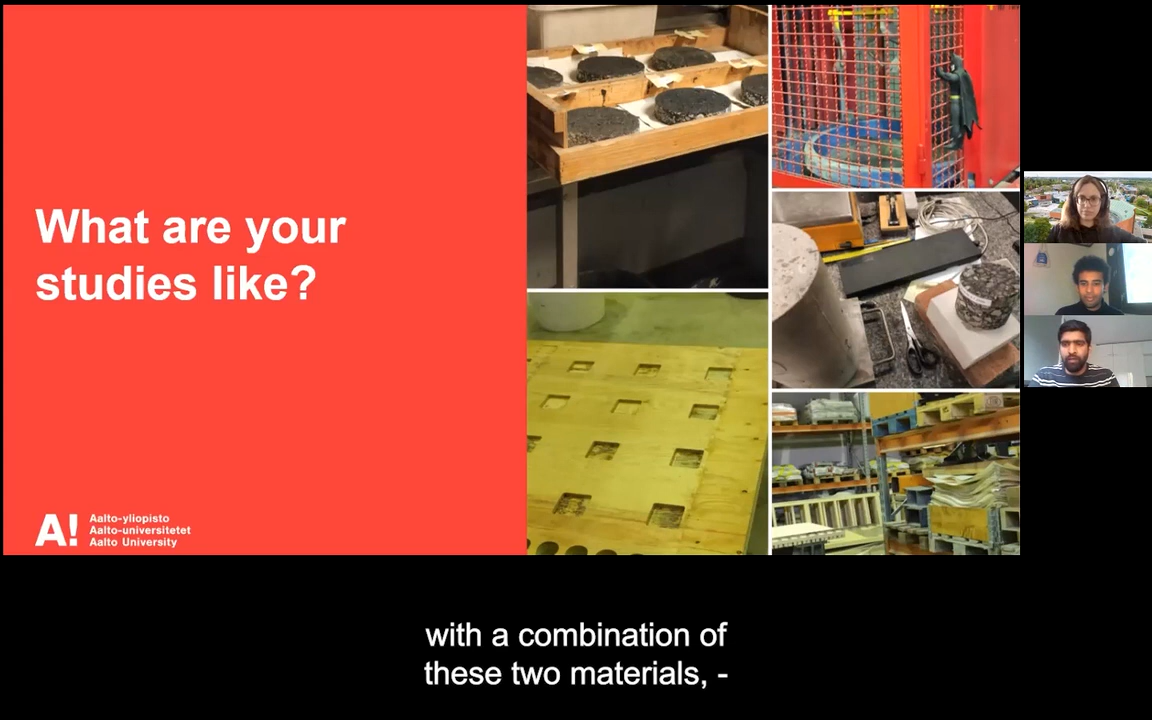 What are your
studies like?
A!
Aalto-yliopisto
Aalto-universitetet
Aalto University
with a combination of
these two materials, -